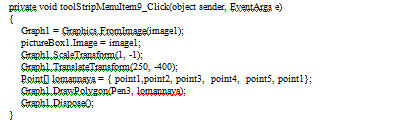 private void toolStripMenuItem9_Click(object sender, EventArgs e)
{
Graph1 = Graphics.FromImage(image1);
pictureBox1.Image = image1;
Graph1.ScaleTransform(1, -1);
Graph1.TranslateTransform(250, -400);
Point[] lomannaya = { point1,point2, point3, point4, point5, point1};
Graph1.DrawPolygon(Pen3, lomannaya);
Graph1.Dispose();
}